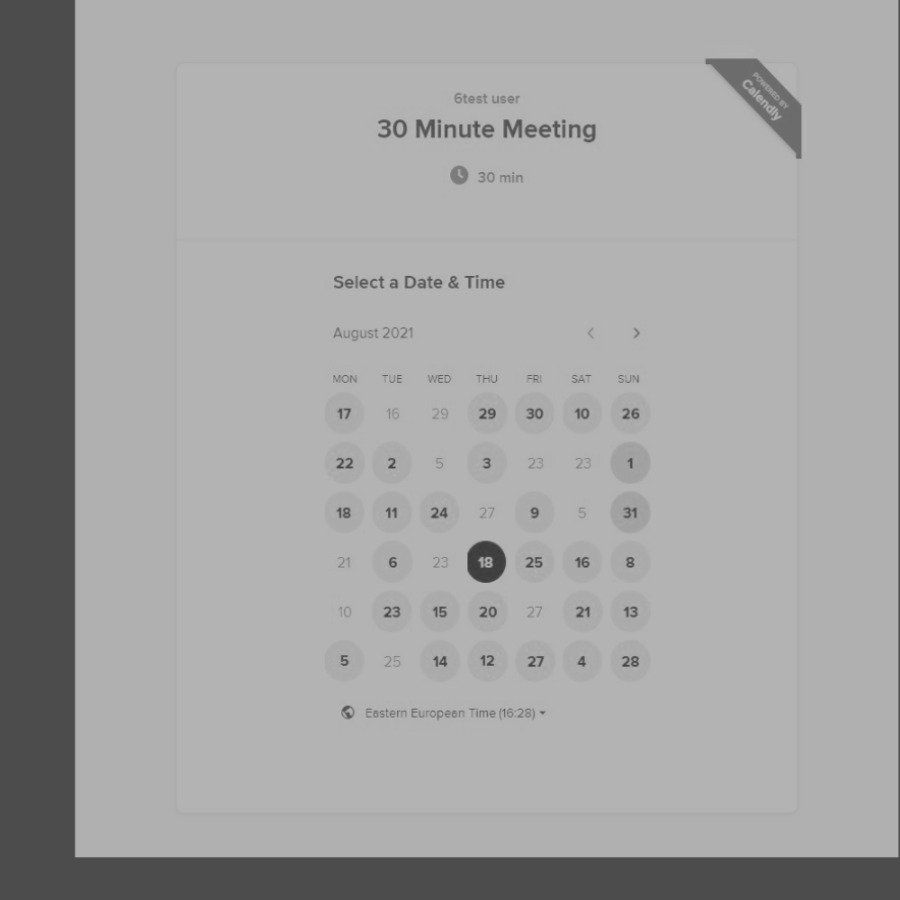 POWERED BY
Calendly
6test user
30 Minute Meeting
30 min
Select a Date & Time
August 2021
MON TUE WED THU FRI SAT SUN
17 16 29 29 30 10 26
22 2 5 3 23 23 1
18 11 24 27 9 5 31
21 6 23 18 25 16 8
10 23 15 20 27 21 13
5 25 14 12 27 4 28
Eastern European Time (16:28)